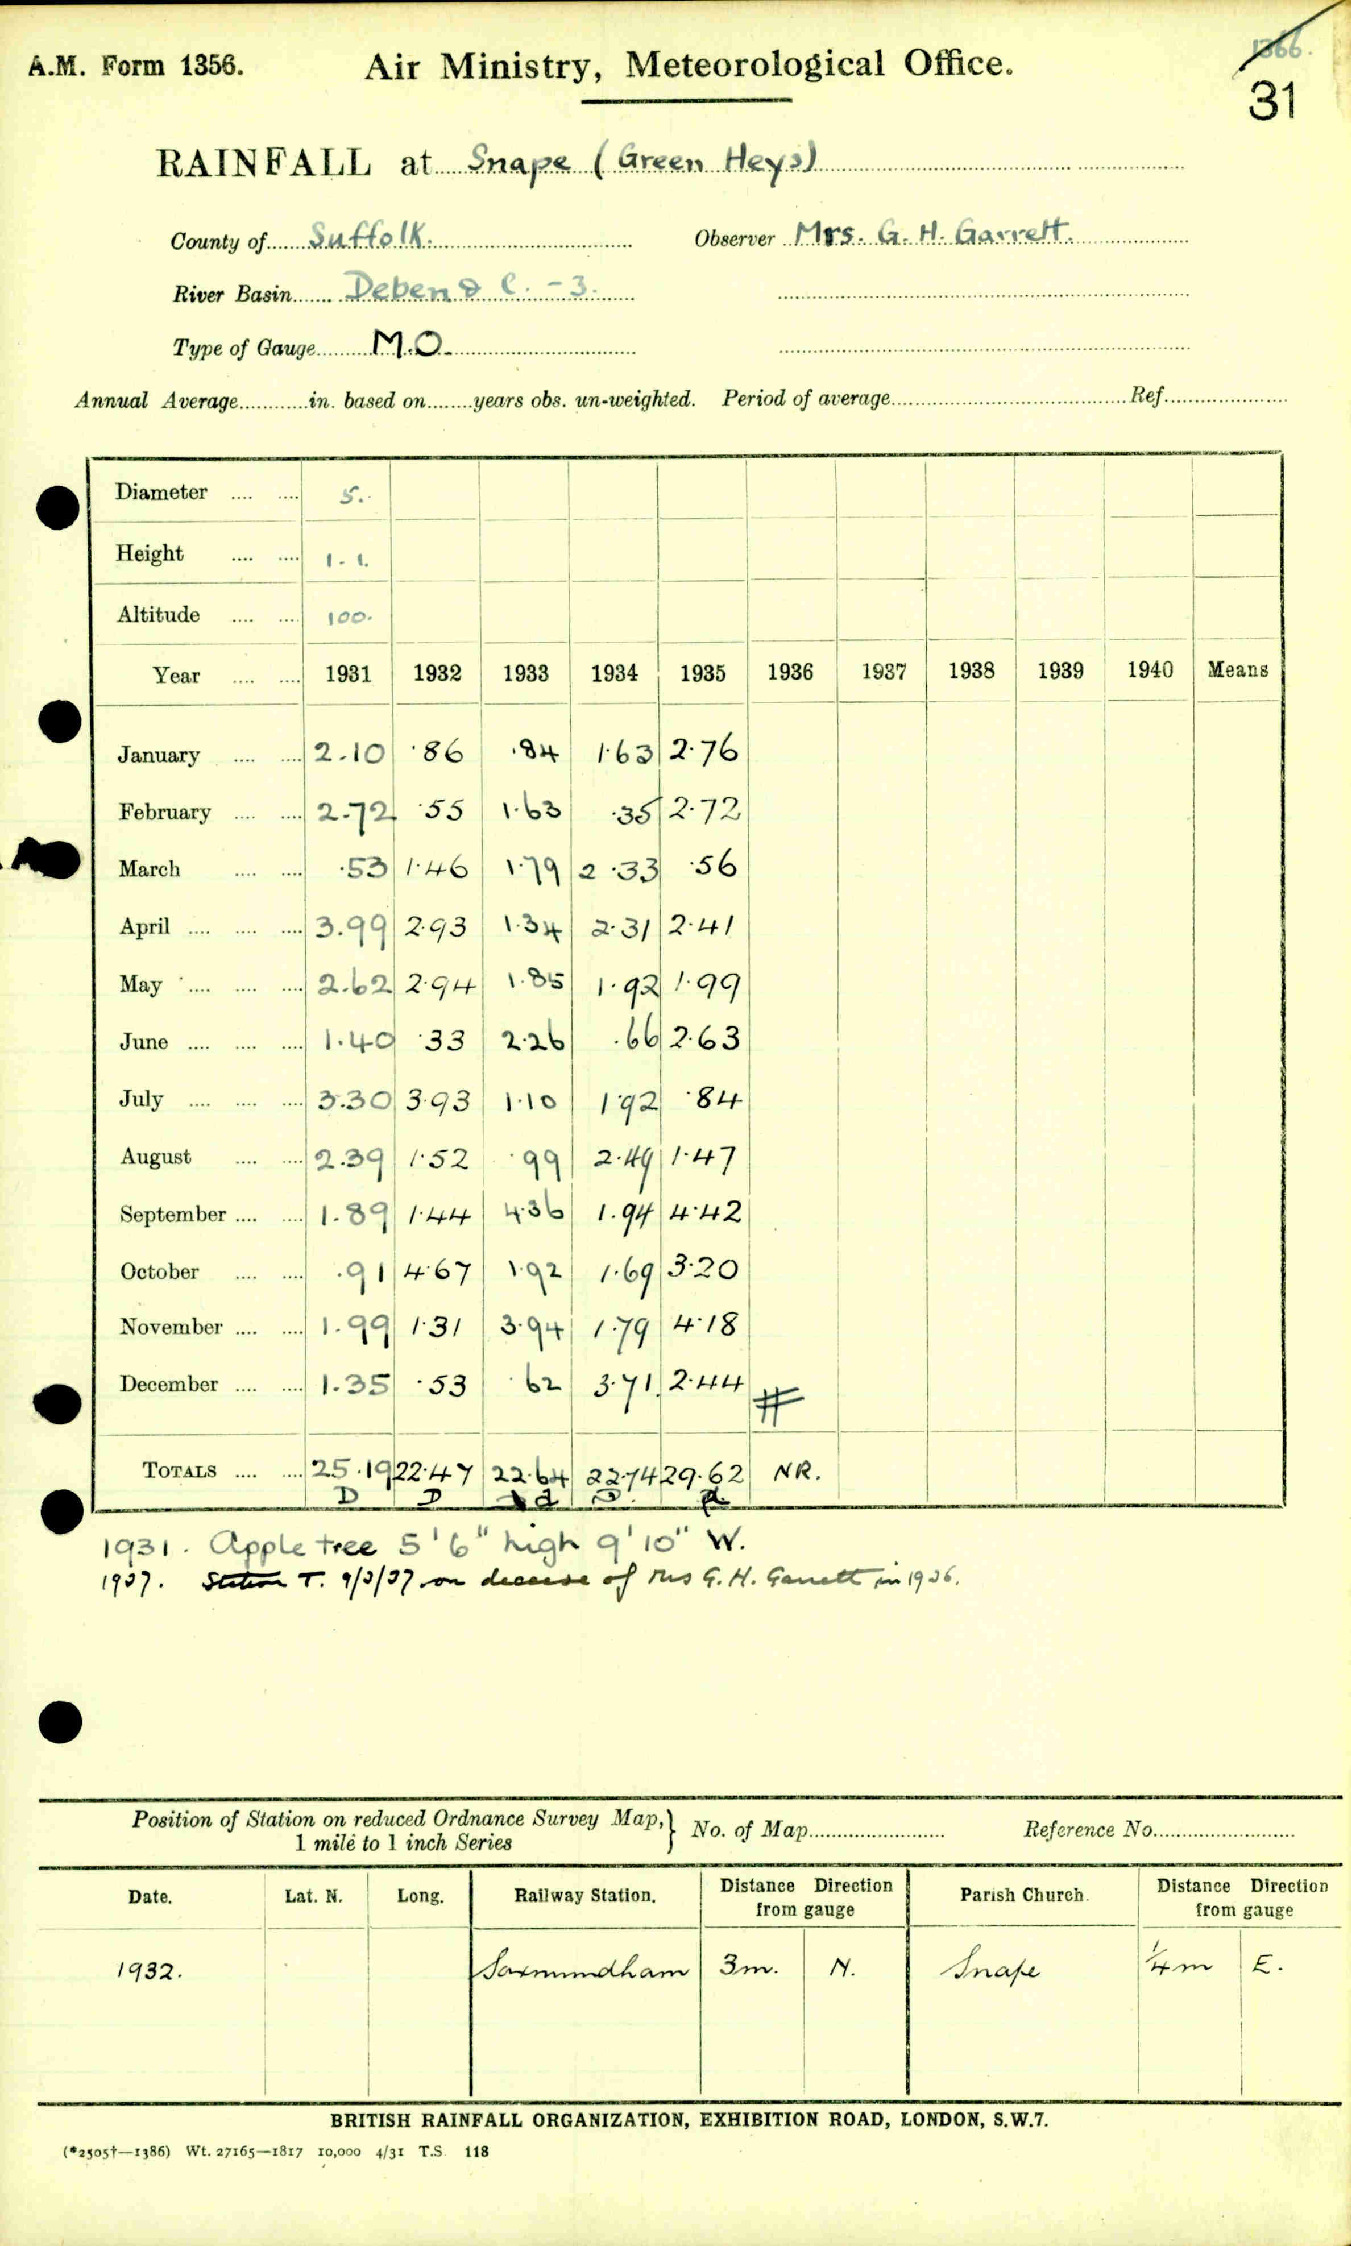 A.M. Form 1356.
Air Ministry, Meteorological Office.
1366.
31
RAINFALL at Snape (Green Heys)
County of Suffolk. Observer Mrs. G. H. Garrett.
River Basin Deben & C. -3.
Type of Gauge M.O.
Annual Average in. based on years obs. un-weighted. Period of average Ref.
Diameter 5.
Height 1-1.
Altitude 100.
Year 1931 1932 1933 1934 1935 1936 1937 1938 1939 1940 Means
January 2.10 .86 .84 1.63 2.76
February 2.72 .55 1.63 .35 2.72
March .53 1.46 1.79 2.33 .56
April 3.99 2.93 1.34 2.31 2.41
May 2.62 2.94 1.85 1.92 1.99
June 1.40 .33 2.26 .66 2.63
July 3.30 3.93 1.10 1.92 .84
August 2.39 1.52 .99 2.49 1.47
September 1.89 1.44 4.36 1.94 4.42
October .91 4.67 1.92 1.69 3.20
November 1.99 1.31 3.94 1.79 4.18
December 1.35 .53 .62 3.71 2.44
TOTALS 25.19 22.47 22.64 22.74 29.62 NR.
D D d D.
1931. Apple tree 5'6" high 9'10" W.
1937. Station T. 9/3/37 on decease of Mrs G. H. Garrett in 1936.
Position of Station on reduced Ordnance Survey Map, 1 mile to 1 inch Series } No. of Map Reference No.
Date. Lat. N. Long. Railway Station. Distance Direction from gauge Parish Church. Distance Direction from gauge
1932. Saxmundham 3m. N. Snape 1/4 m E.
BRITISH RAINFALL ORGANIZATION, EXHIBITION ROAD, LONDON, S.W.7.
(*2505†—1386) Wt. 27165—1817 10,000 4/31 T.S. 118